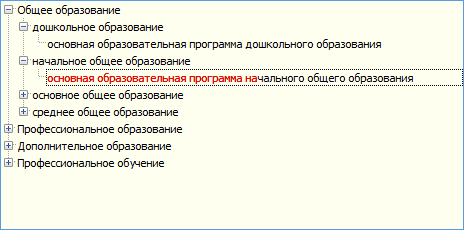 Общее образование
дошкольное образование
основная образовательная программа дошкольного образования
начальное общее образование
основная образовательная программа начального общего образования
основное общее образование
среднее общее образование
Профессиональное образование
Дополнительное образование
Профессиональное обучение